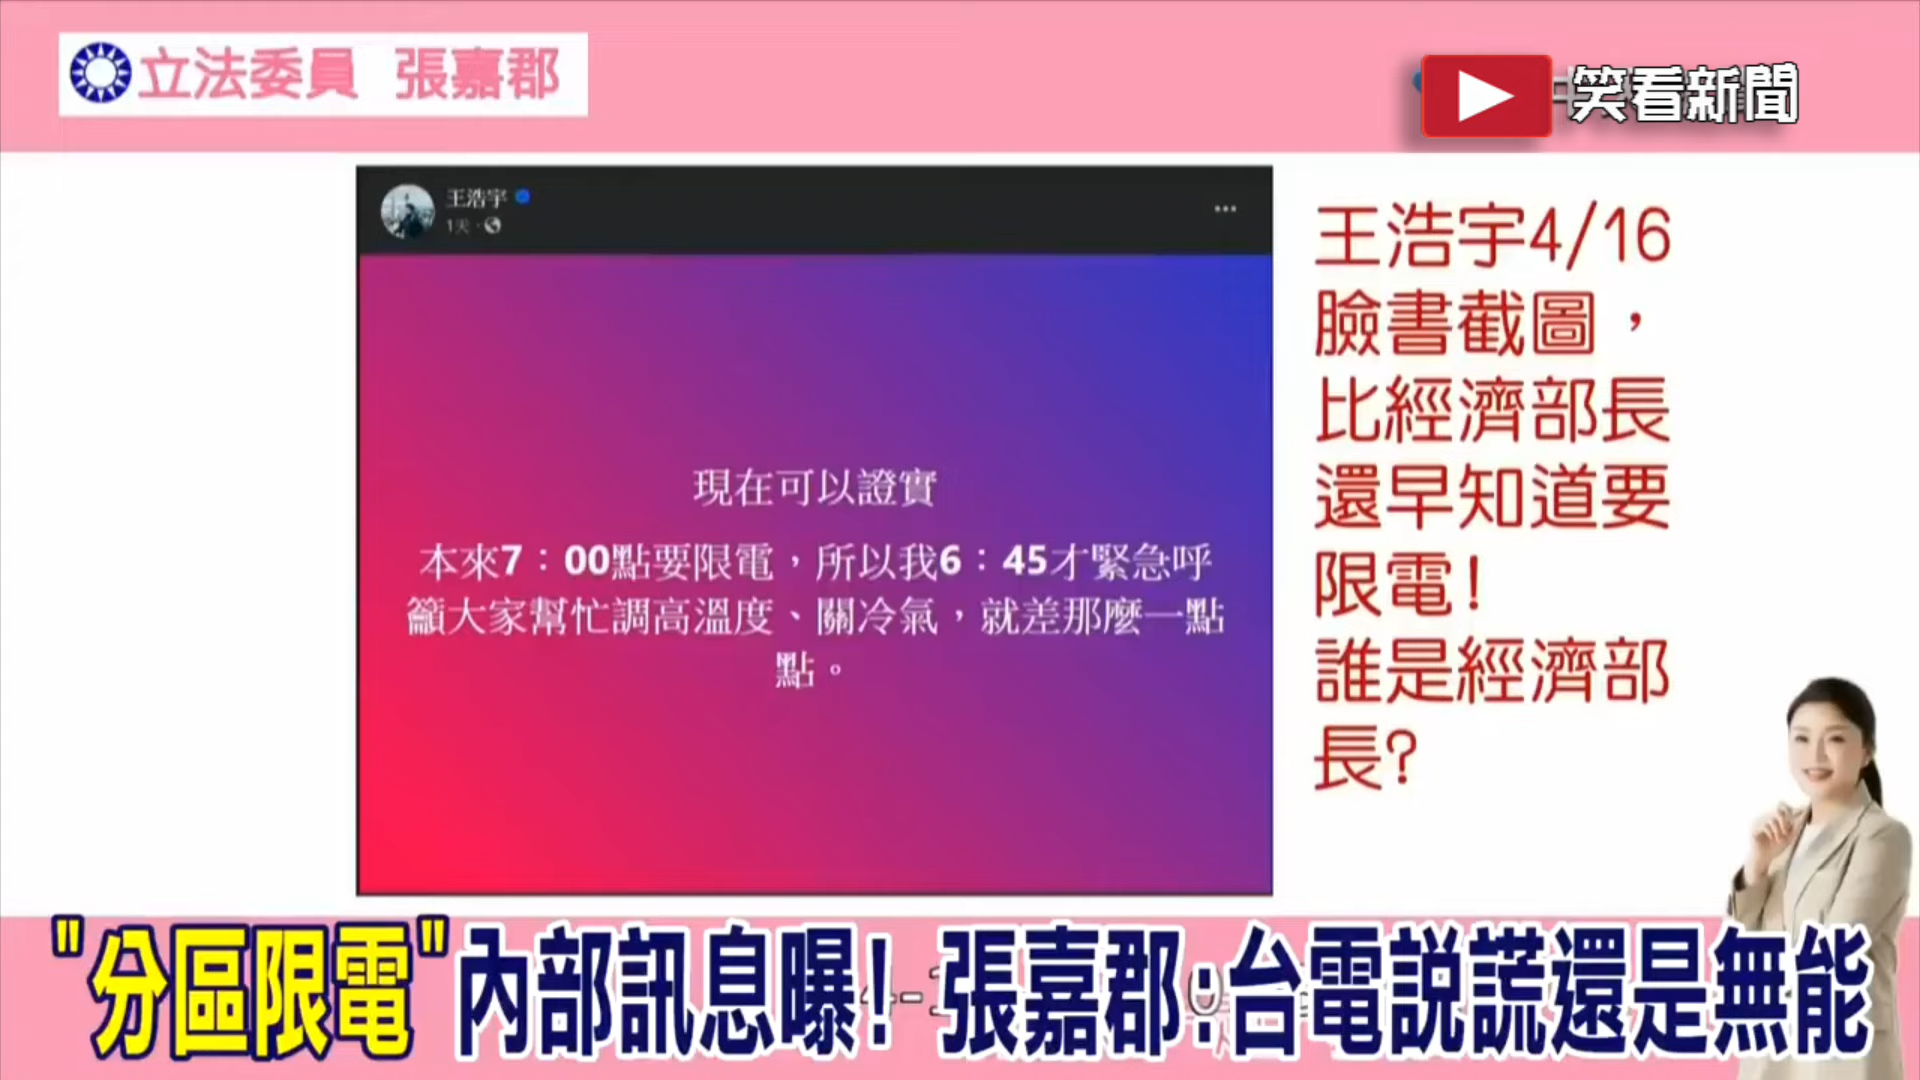 立法委員 張嘉郡
笑看新聞
王浩宇
1天
現在可以證實
本來7：00點要限電，所以我6：45才緊急呼
籲大家幫忙調高溫度、關冷氣，就差那麼一點
點。
王浩宇4/16
臉書截圖，
比經濟部長
還早知道要
限電!
誰是經濟部
長?
"分區限電"內部訊息曝! 張嘉郡:台電説謊還是無能